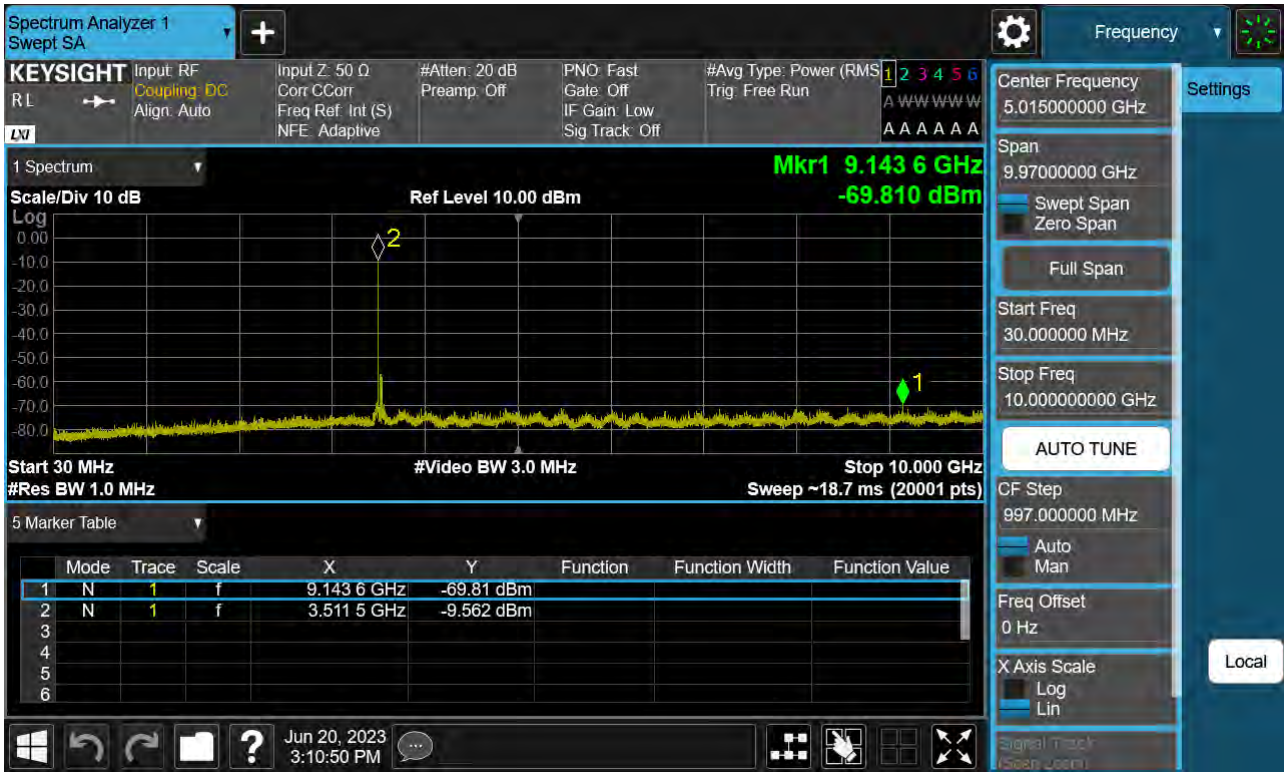 Spectrum Analyzer 1
Swept SA
+
Frequency
KEYSIGHT
RL
LXI
Input: RF
Coupling: DC
Align: Auto
Input Z: 50 Ω
Corr CCorr
Freq Ref: Int (S)
NFE: Adaptive
#Atten: 20 dB
Preamp: Off
PNO: Fast
Gate: Off
IF Gain: Low
Sig Track: Off
#Avg Type: Power (RMS
Trig: Free Run
1 2 3 4 5 6
A W W W W W
A A A A A A
1 Spectrum
Scale/Div 10 dB
Ref Level 10.00 dBm
Mkr1 9.143 6 GHz
-69.810 dBm
Log
0.00
-10.0
-20.0
-30.0
-40.0
-50.0
-60.0
-70.0
-80.0
2
1
Start 30 MHz
#Video BW 3.0 MHz
Stop 10.000 GHz
#Res BW 1.0 MHz
Sweep ~18.7 ms (20001 pts)
5 Marker Table
Mode Trace Scale X Y Function Function Width Function Value
1 N 1 f 9.143 6 GHz -69.81 dBm
2 N 1 f 3.511 5 GHz -9.562 dBm
3
4
5
6
Jun 20, 2023
3:10:50 PM
?
Center Frequency
5.015000000 GHz
Span
9.97000000 GHz
Swept Span
Zero Span
Full Span
Start Freq
30.000000 MHz
Stop Freq
10.000000000 GHz
AUTO TUNE
CF Step
997.000000 MHz
Auto
Man
Freq Offset
0 Hz
X Axis Scale
Log
Lin
Signal Track
(Span Zoom)
Settings
Local